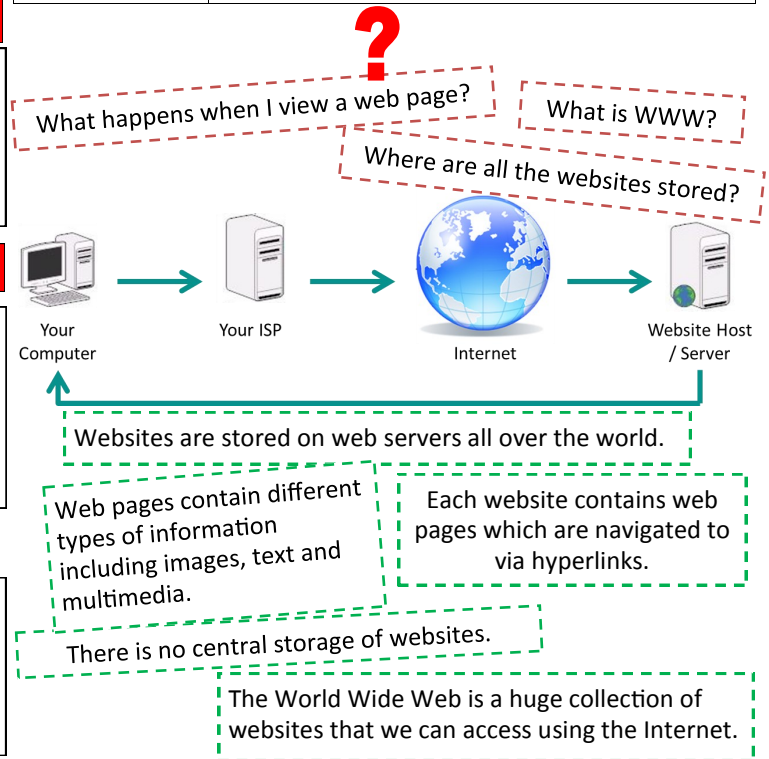 ?
What happens when I view a web page?
What is WWW?
Where are all the websites stored?
Your
Computer
Your ISP
Internet
Website Host
/ Server
Websites are stored on web servers all over the world.
Web pages contain different
types of information
including images, text and
multimedia.
Each website contains web
pages which are navigated to
via hyperlinks.
There is no central storage of websites.
The World Wide Web is a huge collection of
websites that we can access using the Internet.